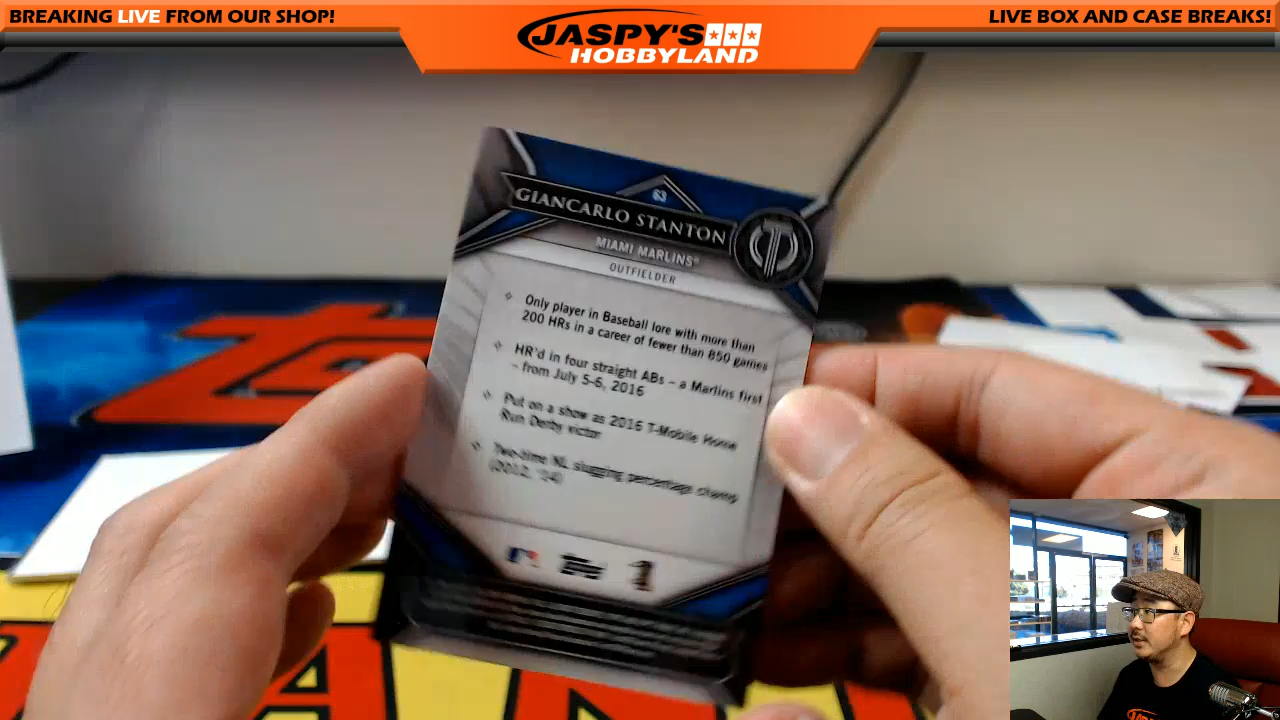 BREAKING LIVE FROM OUR SHOP!
JASPY'S
HOBBYLAND
LIVE BOX AND CASE BREAKS!
63
GIANCARLO STANTON
MIAMI MARLINS®
OUTFIELDER
Only player in Baseball lore with more than
200 HRs in a career of fewer than 850 games
HR'd in four straight ABs – a Marlins first
– from July 5-6, 2016
Put on a show as 2016 T-Mobile Home
Run Derby victor
Two-time NL slugging percentage champ
(2012, '14)
Topps